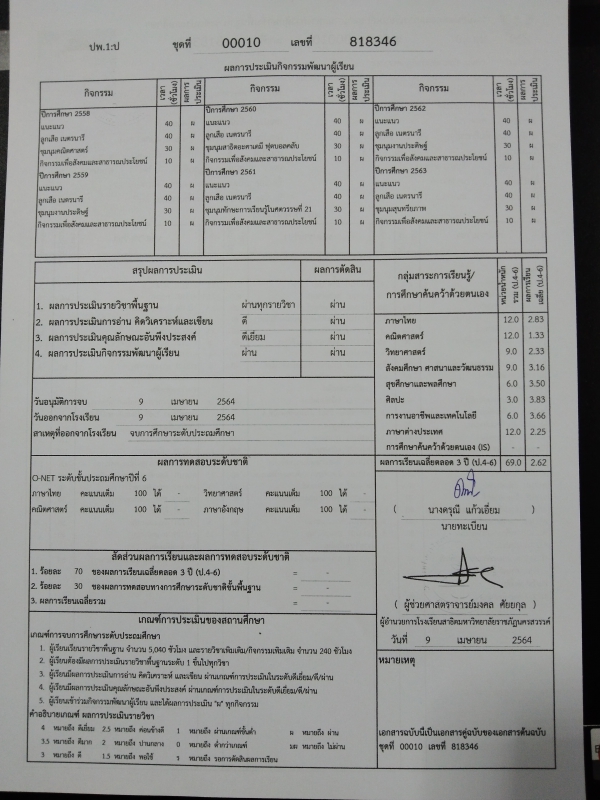 ปพ.1:ป ชุดที่ 00010 เลขที่ 818346
ผลการประเมินกิจกรรมพัฒนาผู้เรียน
กิจกรรม เวลา (ชั่วโมง) ผลการประเมิน กิจกรรม เวลา (ชั่วโมง) ผลการประเมิน กิจกรรม เวลา (ชั่วโมง) ผลการประเมิน
ปีการศึกษา 2558
แนะแนว 40 ผ
ลูกเสือ เนตรนารี 40 ผ
ชุมนุมคณิตศาสตร์ 30 ผ
กิจกรรมเพื่อสังคมและสาธารณประโยชน์ 10 ผ
ปีการศึกษา 2559
แนะแนว 40 ผ
ลูกเสือ เนตรนารี 40 ผ
ชุมนุมงานประดิษฐ์ 30 ผ
กิจกรรมเพื่อสังคมและสาธารณประโยชน์ 10 ผ
ปีการศึกษา 2560
แนะแนว 40 ผ
ลูกเสือ เนตรนารี 40 ผ
ชุมนุมสาธิตอะคาเดมี ฟุตบอลคลับ 30 ผ
กิจกรรมเพื่อสังคมและสาธารณประโยชน์ 10 ผ
ปีการศึกษา 2561
แนะแนว 40 ผ
ลูกเสือ เนตรนารี 40 ผ
ชุมนุมทักษะการเรียนรู้ในศตวรรษที่ 21 30 ผ
กิจกรรมเพื่อสังคมและสาธารณประโยชน์ 10 ผ
ปีการศึกษา 2562
แนะแนว 40 ผ
ลูกเสือ เนตรนารี 40 ผ
ชุมนุมงานประดิษฐ์ 30 ผ
กิจกรรมเพื่อสังคมและสาธารณประโยชน์ 10 ผ
ปีการศึกษา 2563
แนะแนว 40 ผ
ลูกเสือ เนตรนารี 40 ผ
ชุมนุมสุนทรียภาพ 30 ผ
กิจกรรมเพื่อสังคมและสาธารณประโยชน์ 10 ผ
สรุปผลการประเมิน ผลการตัดสิน
1. ผลการประเมินรายวิชาพื้นฐาน ผ่านทุกรายวิชา ผ่าน
2. ผลการประเมินการอ่าน คิดวิเคราะห์และเขียน ดี ผ่าน
3. ผลการประเมินคุณลักษณะอันพึงประสงค์ ดีเยี่ยม ผ่าน
4. ผลการประเมินกิจกรรมพัฒนาผู้เรียน ผ่าน ผ่าน
วันอนุมัติการจบ 9 เมษายน 2564
วันออกจากโรงเรียน 9 เมษายน 2564
สาเหตุที่ออกจากโรงเรียน จบการศึกษาระดับประถมศึกษา
กลุ่มสาระการเรียนรู้/
การศึกษาค้นคว้าด้วยตนเอง
หน่วยน้ำหนัก รวม (ป.4-6) ผลการเรียน เฉลี่ย (ป.4-6)
ภาษาไทย 12.0 2.83
คณิตศาสตร์ 12.0 1.33
วิทยาศาสตร์ 9.0 2.33
สังคมศึกษา ศาสนาและวัฒนธรรม 9.0 3.16
สุขศึกษาและพลศึกษา 6.0 3.50
ศิลปะ 3.0 3.83
การงานอาชีพและเทคโนโลยี 6.0 3.66
ภาษาต่างประเทศ 12.0 2.25
การศึกษาค้นคว้าด้วยตนเอง (IS) - -
ผลการเรียนเฉลี่ยตลอด 3 ปี (ป.4-6) 69.0 2.62
ผลการทดสอบระดับชาติ
O-NET ระดับชั้นประถมศึกษาปีที่ 6
ภาษาไทย คะแนนเต็ม 100 ได้ - วิทยาศาสตร์ คะแนนเต็ม 100 ได้ -
คณิตศาสตร์ คะแนนเต็ม 100 ได้ - ภาษาอังกฤษ คะแนนเต็ม 100 ได้ -
สัดส่วนผลการเรียนและผลการทดสอบระดับชาติ
1. ร้อยละ 70 ของผลการเรียนเฉลี่ยตลอด 3 ปี (ป.4-6) = -
2. ร้อยละ 30 ของผลการทดสอบทางการศึกษาระดับชาติขั้นพื้นฐาน = -
3. ผลการเรียนเฉลี่ยรวม = -
( นางดรุณี แก้วเอี่ยม )
นายทะเบียน
( ผู้ช่วยศาสตราจารย์มงคล ศัยยกุล )
ผู้อำนวยการโรงเรียนสาธิตมหาวิทยาลัยราชภัฏนครสวรรค์
วันที่ 9 เมษายน 2564
เกณฑ์การประเมินของสถานศึกษา
เกณฑ์การจบการศึกษาระดับประถมศึกษา
1. ผู้เรียนเรียนรายวิชาพื้นฐาน จำนวน 5,040 ชั่วโมง และรายวิชาเพิ่มเติม/กิจกรรมเพิ่มเติม จำนวน 240 ชั่วโมง
2. ผู้เรียนต้องมีผลการประเมินรายวิชาพื้นฐานระดับ 1 ขึ้นไปทุกวิชา
3. ผู้เรียนมีผลการประเมินการอ่าน คิดวิเคราะห์ และเขียน ผ่านเกณฑ์การประเมินในระดับดีเยี่ยม/ดี/ผ่าน
4. ผู้เรียนมีผลการประเมินคุณลักษณะอันพึงประสงค์ ผ่านเกณฑ์การประเมินในระดับดีเยี่ยม/ดี/ผ่าน
5. ผู้เรียนเข้าร่วมกิจกรรมพัฒนาผู้เรียน และได้ผลการประเมิน "ผ" ทุกกิจกรรม
คำอธิบายเกณฑ์ ผลการประเมินรายวิชา
4 หมายถึง ดีเยี่ยม 2.5 หมายถึง ค่อนข้างดี 1 หมายถึง ผ่านเกณฑ์ขั้นต่ำ ผ หมายถึง ผ่าน
3.5 หมายถึง ดีมาก 2 หมายถึง ปานกลาง 0 หมายถึง ต่ำกว่าเกณฑ์ มผ หมายถึง ไม่ผ่าน
3 หมายถึง ดี 1.5 หมายถึง พอใช้ ร หมายถึง รอการตัดสินผลการเรียน
หมายเหตุ
เอกสารฉบับนี้เป็นเอกสารคู่ฉบับของเอกสารต้นฉบับ
ชุดที่ 00010 เลขที่ 818346